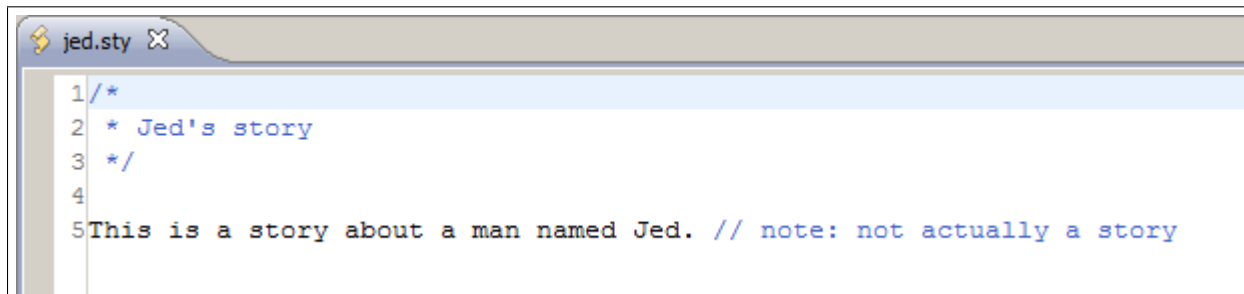 jed.sty
1/*
2 * Jed's story
3 */
4
5This is a story about a man named Jed. // note: not actually a story